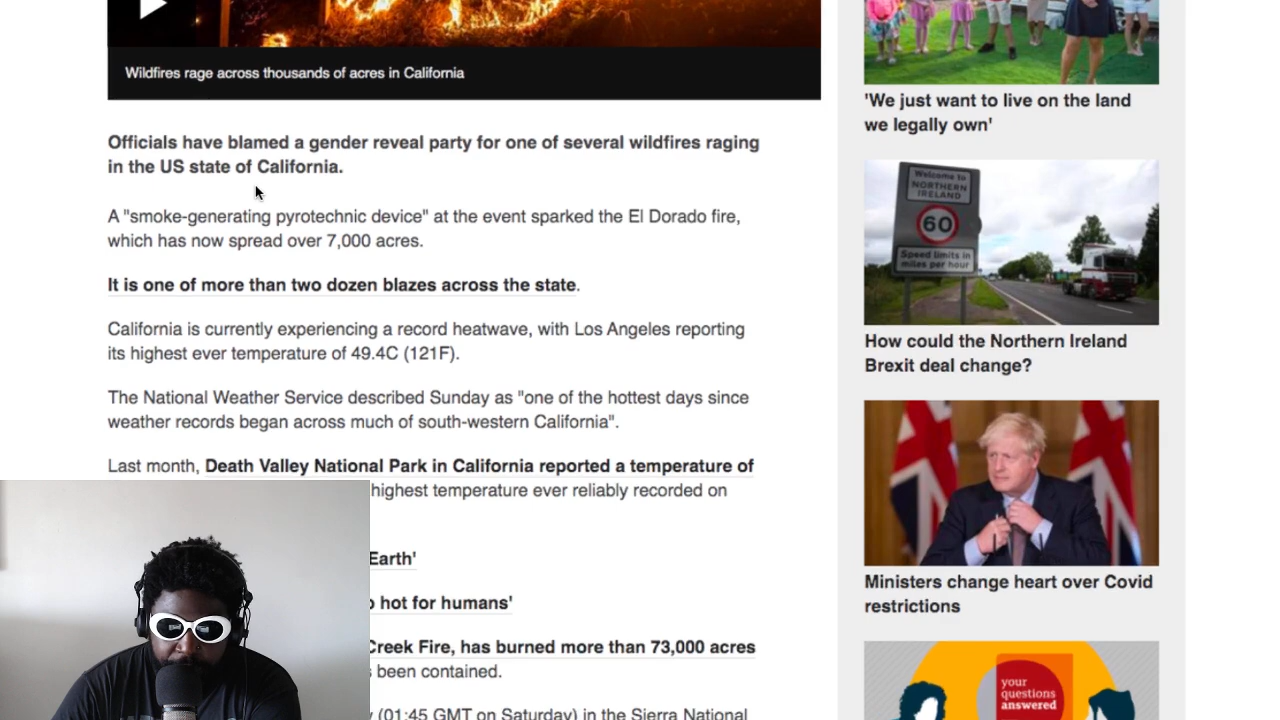 Wildfires rage across thousands of acres in California
Officials have blamed a gender reveal party for one of several wildfires raging
in the US state of California.
A "smoke-generating pyrotechnic device" at the event sparked the El Dorado fire,
which has now spread over 7,000 acres.
It is one of more than two dozen blazes across the state.
California is currently experiencing a record heatwave, with Los Angeles reporting
its highest ever temperature of 49.4C (121F).
The National Weather Service described Sunday as "one of the hottest days since
weather records began across much of south-western California".
Last month, Death Valley National Park in California reported a temperature of
highest temperature ever reliably recorded on
Earth'
hot for humans'
Creek Fire, has burned more than 73,000 acres
been contained.
(01:45 GMT on Saturday) in the Sierra National
'We just want to live on the land
we legally own'
Welcome to
NORTHERN
IRELAND
60
Speed limits in
miles per hour
How could the Northern Ireland
Brexit deal change?
Ministers change heart over Covid
restrictions
your
questions
answered